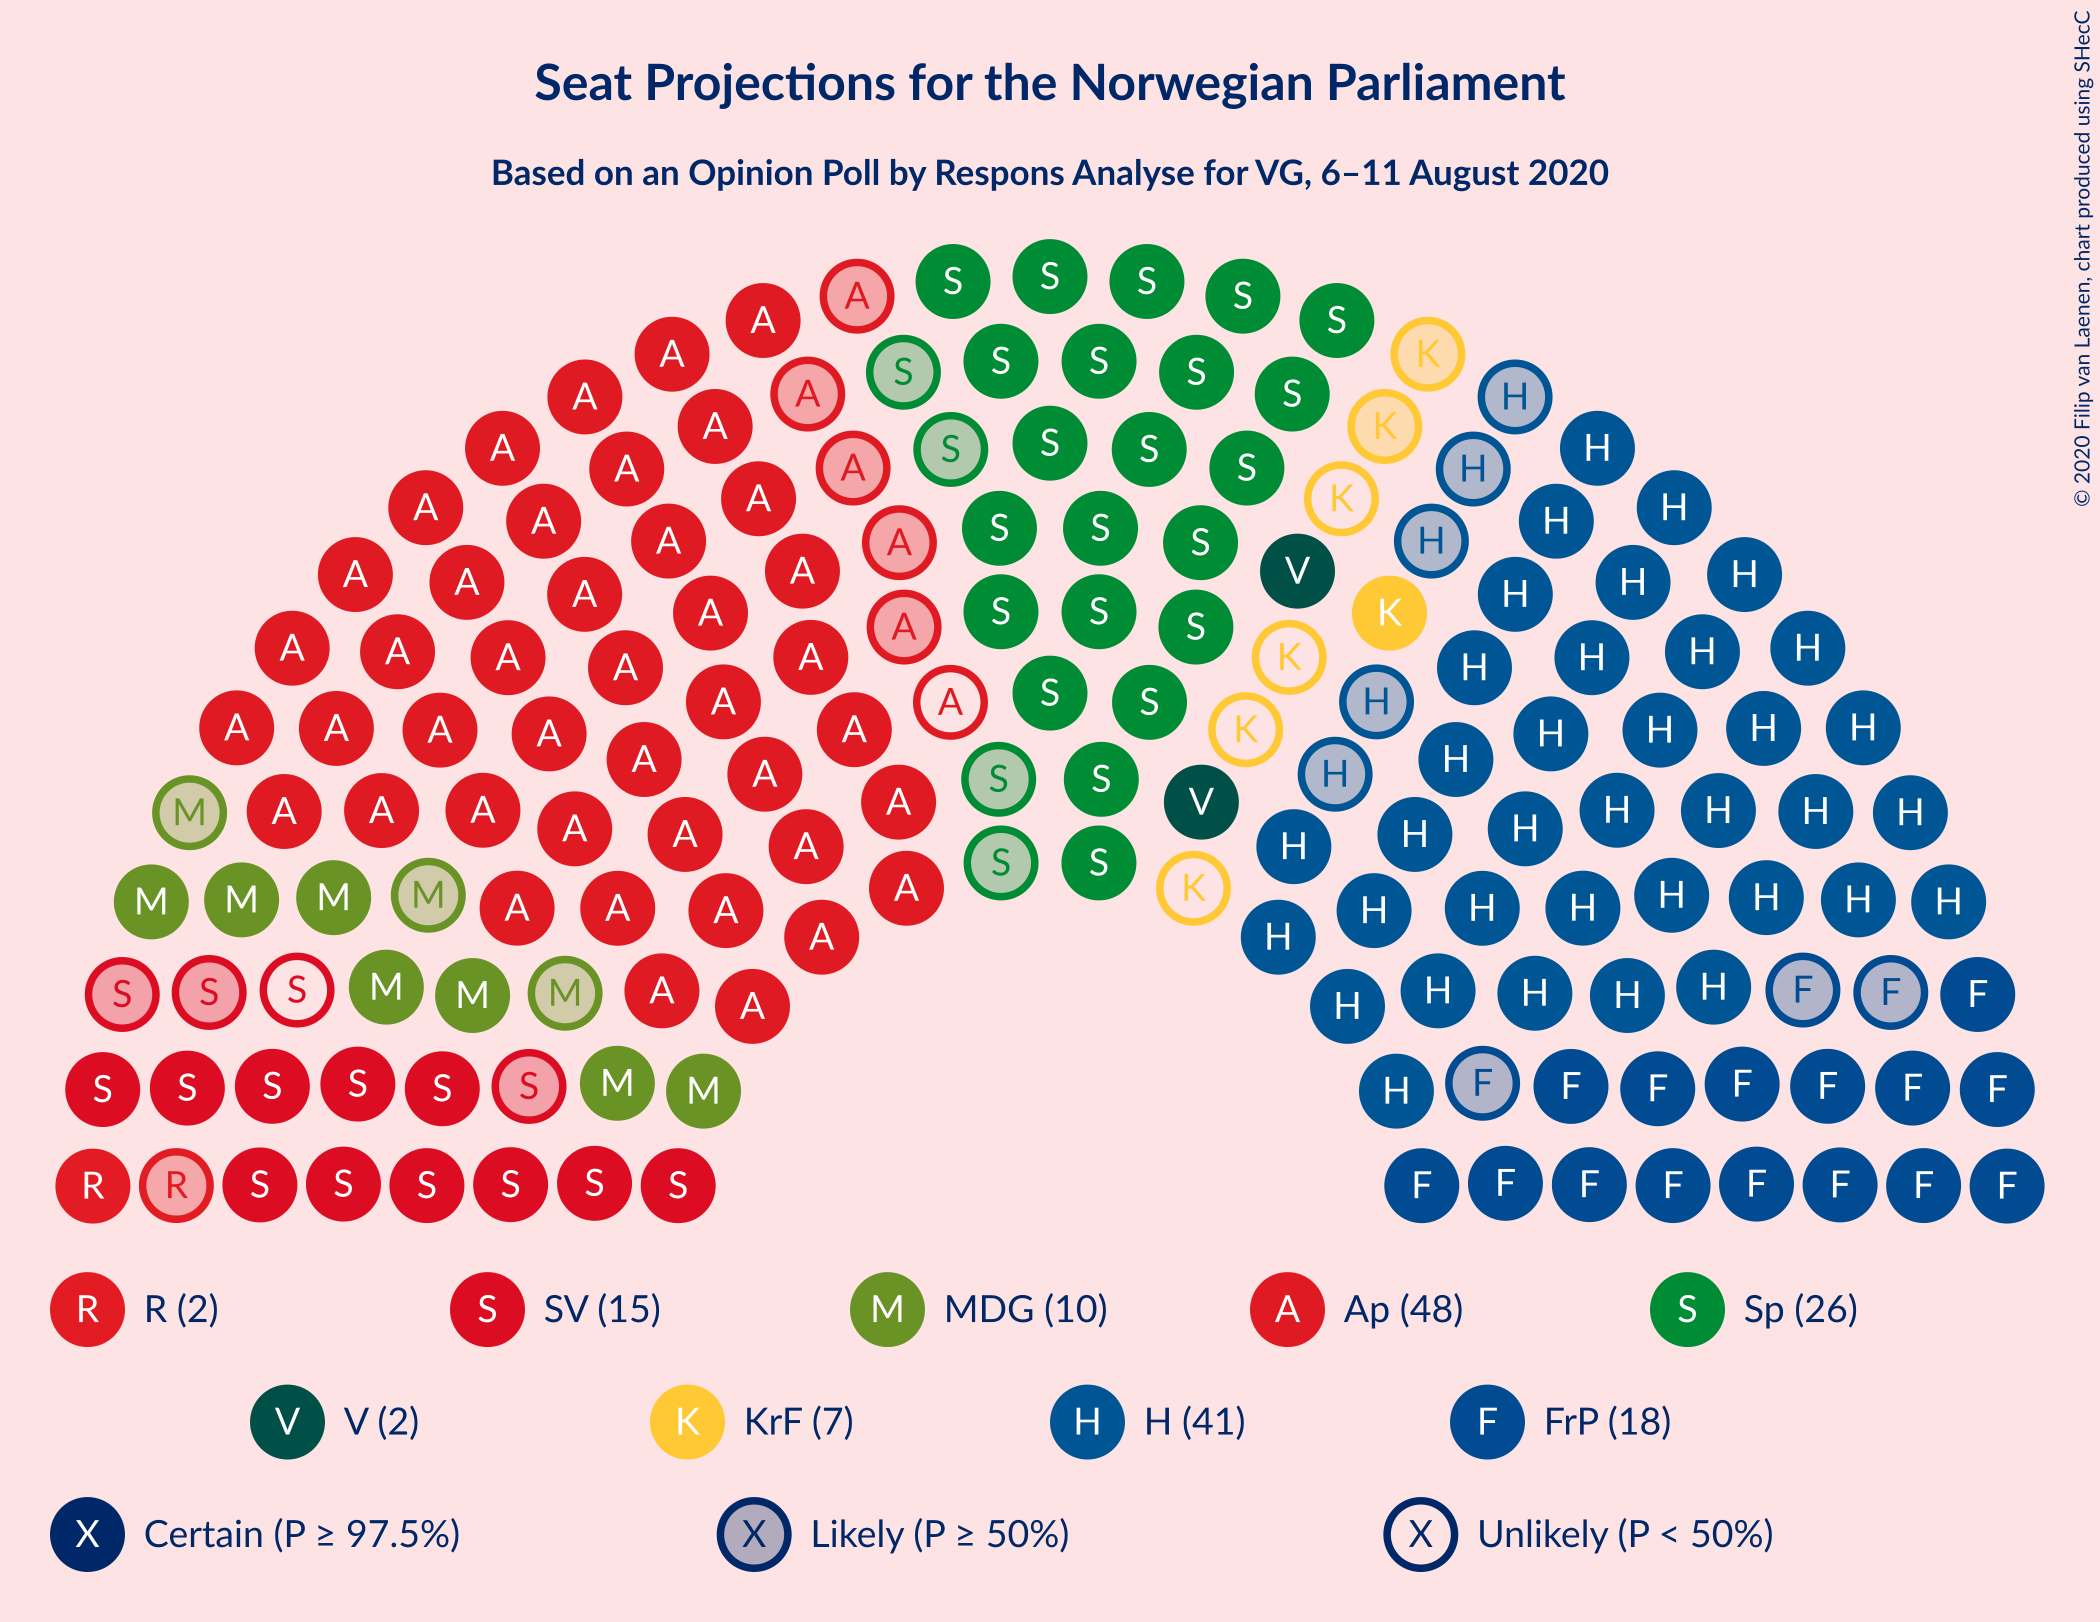 © 2020 Filip van Laenen, chart produced using SHecC
Seat Projections for the Norwegian Parliament
Based on an Opinion Poll by Respons Analyse for VG, 6–11 August 2020
A S S S S
A S
A S S S S K
A A S H
A K
A S S S H
A A S H
A A K H
A S S H
A A S H
A A V H
A A H H
A A S S S K
A A A A K H H H
A H
A A S S H
A A A A A K H H H H
A A S S H H
M A A A A A V H H H H H
A A S S H H
M M M M A A A A K H H H H H H H
A H
S S S M M M A A H H H H H F F F
S S S S S S M M H F F F F F F F
R R S S S S S S F F F F F F F F
R R (2) S SV (15) M MDG (10) A Ap (48) S Sp (26)
V V (2) K KrF (7) H H (41) F FrP (18)
X Certain (P ≥ 97.5%) X Likely (P ≥ 50%) X Unlikely (P < 50%)